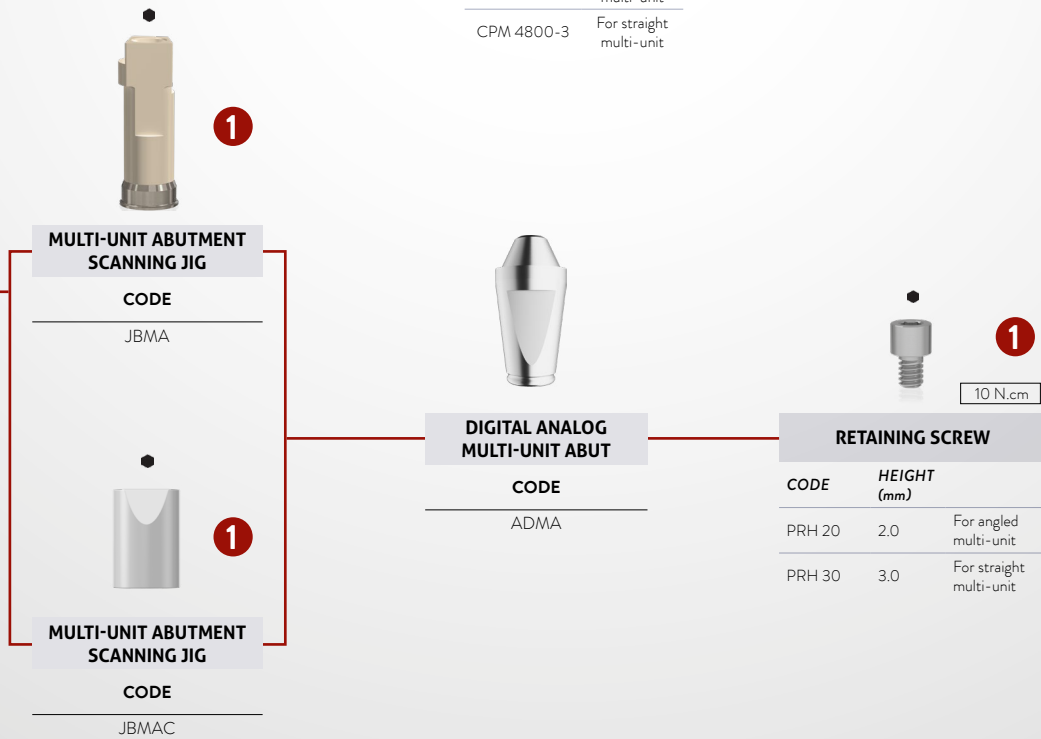 multi-unit
CPM 4800-3
For straight
multi-unit
1
MULTI-UNIT ABUTMENT
SCANNING JIG
CODE
JBMA
1
MULTI-UNIT ABUTMENT
SCANNING JIG
CODE
JBMAC
DIGITAL ANALOG
MULTI-UNIT ABUT
CODE
ADMA
1
10 N.cm
RETAINING SCREW
CODE
HEIGHT
(mm)
PRH 20
2.0
For angled
multi-unit
PRH 30
3.0
For straight
multi-unit